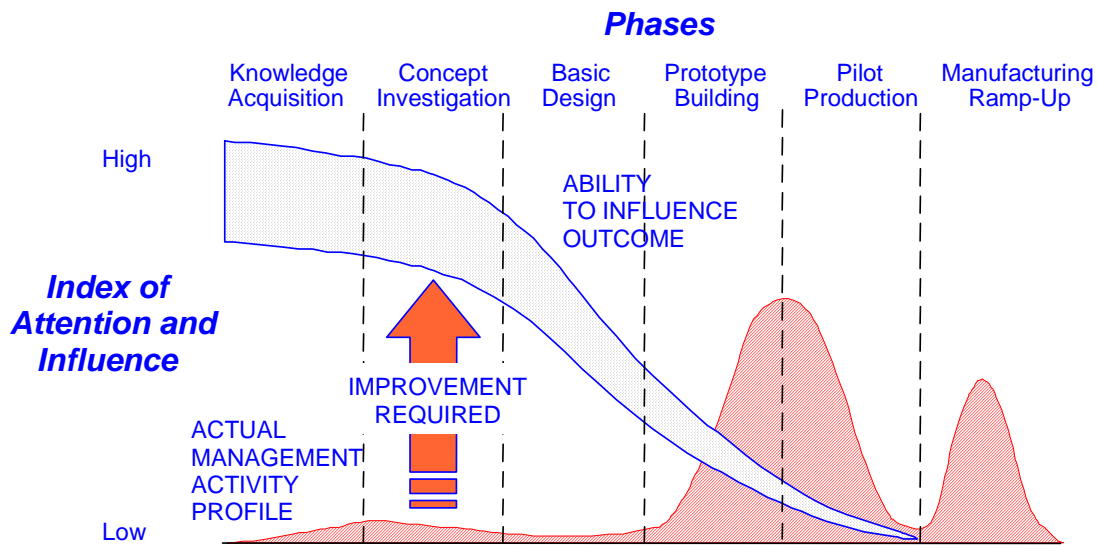 Phases
Knowledge
Acquisition
Concept
Investigation
Basic
Design
Prototype
Building
Pilot
Production
Manufacturing
Ramp-Up
High
ABILITY
TO INFLUENCE
OUTCOME
Index of
Attention and
Influence
IMPROVEMENT
REQUIRED
ACTUAL
MANAGEMENT
ACTIVITY
PROFILE
Low